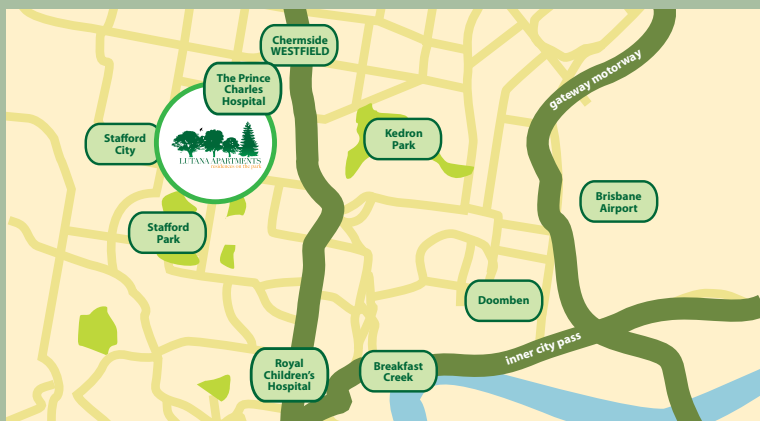 Chermside
WESTFIELD
The Prince
Charles
Hospital
gateway motorway
Stafford
City
Kedron
Park
LUTANA APARTMENTS
Brisbane
Airport
Stafford
Park
Doomben
inner city pass
Royal
Children's
Hospital
Breakfast
Creek